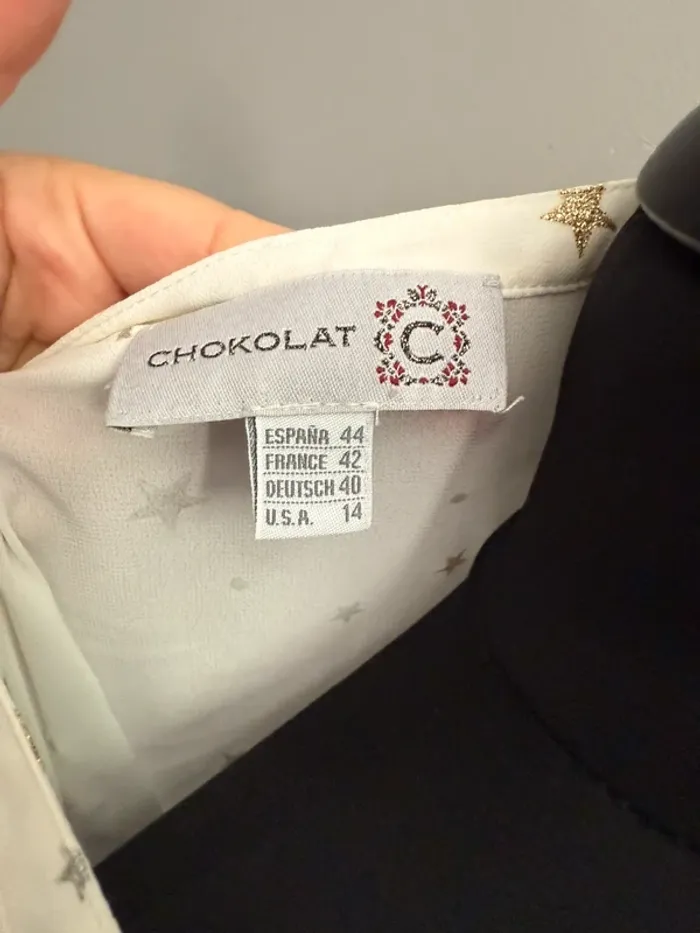 CHOKOLAT C
ESPAÑA 44
FRANCE 42
DEUTSCH 40
U.S.A. 14